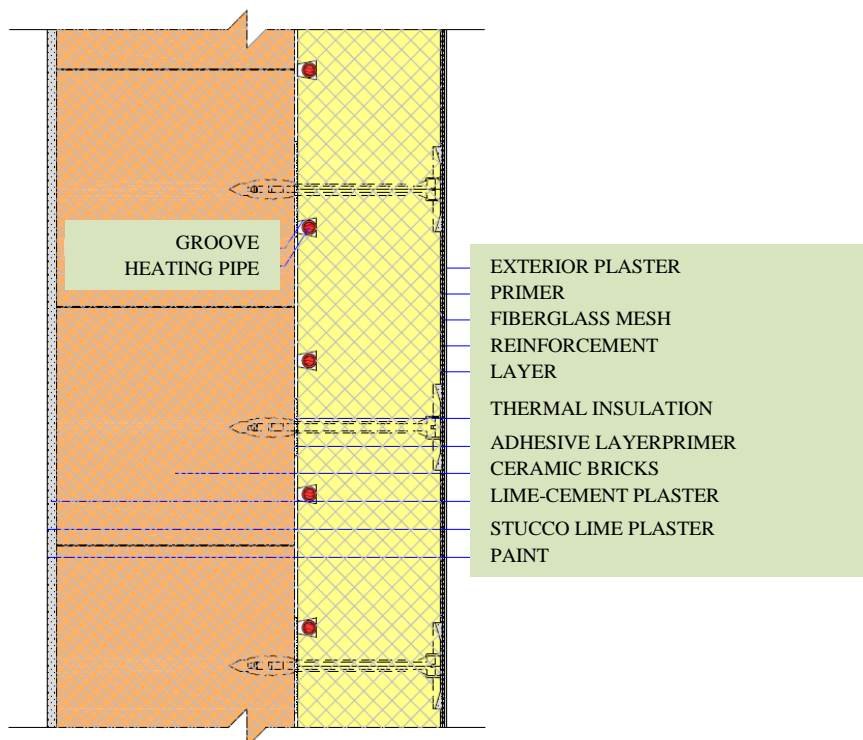 GROOVE
HEATING PIPE
EXTERIOR PLASTER
PRIMER
FIBERGLASS MESH
REINFORCEMENT
LAYER
THERMAL INSULATION
ADHESIVE LAYERPRIMER
CERAMIC BRICKS
LIME-CEMENT PLASTER
STUCCO LIME PLASTER
PAINT